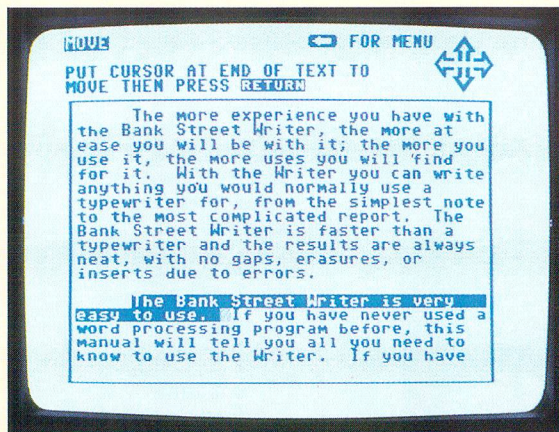 MOVE FOR MENU
PUT CURSOR AT END OF TEXT TO
MOVE THEN PRESS RETURN
The more experience you have with
the Bank Street Writer, the more at
ease you will be with it; the more you
use it, the more uses you will find
for it. With the Writer you can write
anything you would normally use a
typewriter for, from the simplest note
to the most complicated report. The
Bank Street Writer is faster than a
typewriter and the results are always
neat, with no gaps, erasures, or
inserts due to errors.
The Bank Street Writer is very
easy to use. If you have never used a
word processing program before, this
manual will tell you all you need to
know to use the Writer. If you have